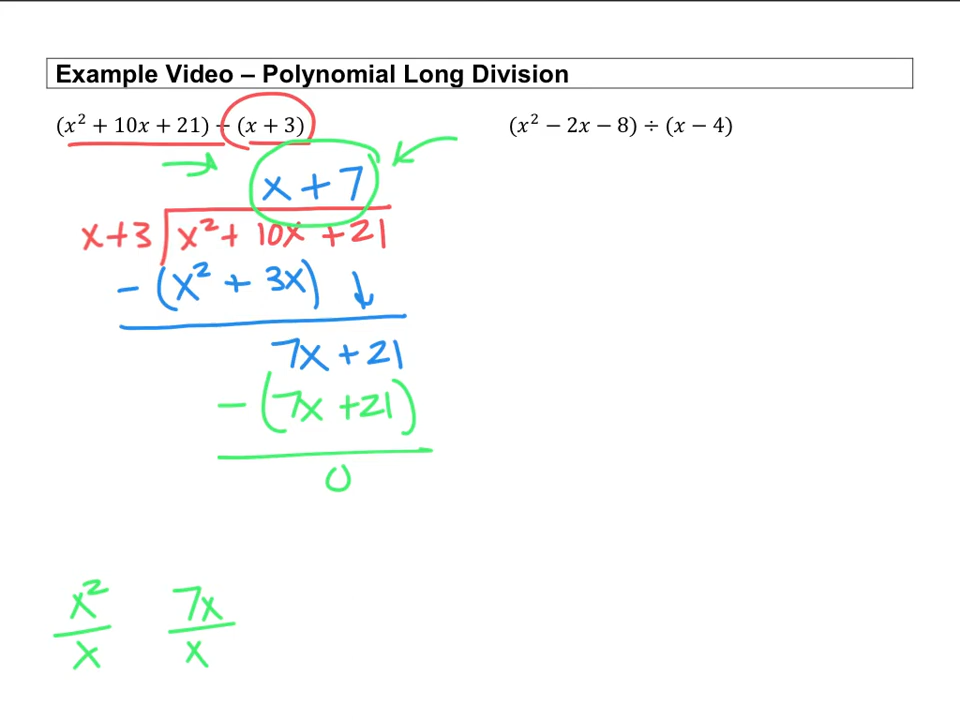 Example Video – Polynomial Long Division
(x² + 10x + 21) ÷ (x + 3)
(x² − 2x − 8) ÷ (x − 4)
x + 7
x+3 x² + 10x + 21
− (x² + 3x) ↓
7x + 21
− (7x + 21)
0
x² 7x
x x